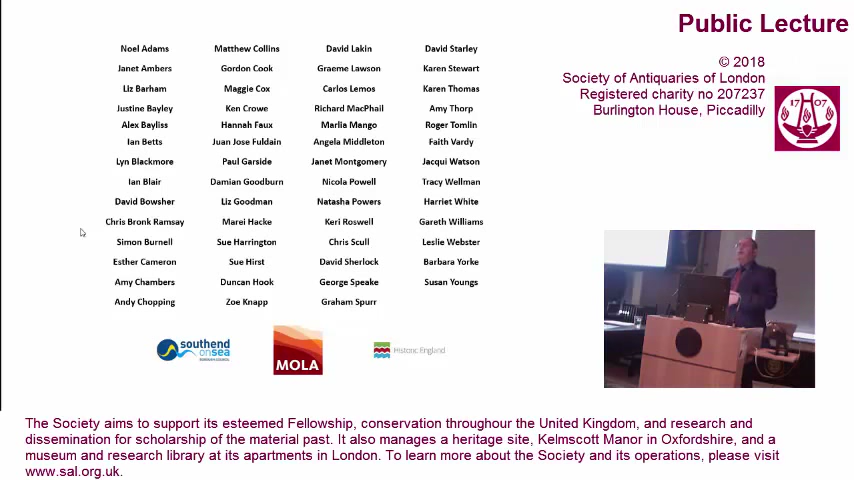 Public Lecture
© 2018
Society of Antiquaries of London
Registered charity no 207237
Burlington House, Piccadilly
1707
Noel Adams Matthew Collins David Lakin David Starley
Janet Ambers Gordon Cook Graeme Lawson Karen Stewart
Liz Barham Maggie Cox Carlos Lemos Karen Thomas
Justine Bayley Ken Crowe Richard MacPhail Amy Thorp
Alex Bayliss Hannah Faux Marlia Mango Roger Tomlin
Ian Betts Juan Jose Fuldain Angela Middleton Faith Vardy
Lyn Blackmore Paul Garside Janet Montgomery Jacqui Watson
Ian Blair Damian Goodburn Nicola Powell Tracy Wellman
David Bowsher Liz Goodman Natasha Powers Harriet White
Chris Bronk Ramsay Marei Hacke Keri Roswell Gareth Williams
Simon Burnell Sue Harrington Chris Scull Leslie Webster
Esther Cameron Sue Hirst David Sherlock Barbara Yorke
Amy Chambers Duncan Hook George Speake Susan Youngs
Andy Chopping Zoe Knapp Graham Spurr
southend
on sea
BOROUGH COUNCIL
MOLA
Historic England
The Society aims to support its esteemed Fellowship, conservation throughour the United Kingdom, and research and
dissemination for scholarship of the material past. It also manages a heritage site, Kelmscott Manor in Oxfordshire, and a
museum and research library at its apartments in London. To learn more about the Society and its operations, please visit
www.sal.org.uk.